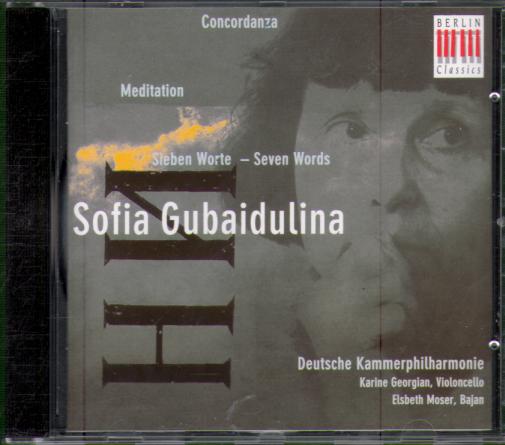 Concordanza
BERLIN
Classics
Meditation
Sieben Worte – Seven Words
Sofia Gubaidulina
Deutsche Kammerphilharmonie
Karine Georgian, Violoncello
Elsbeth Moser, Bajan